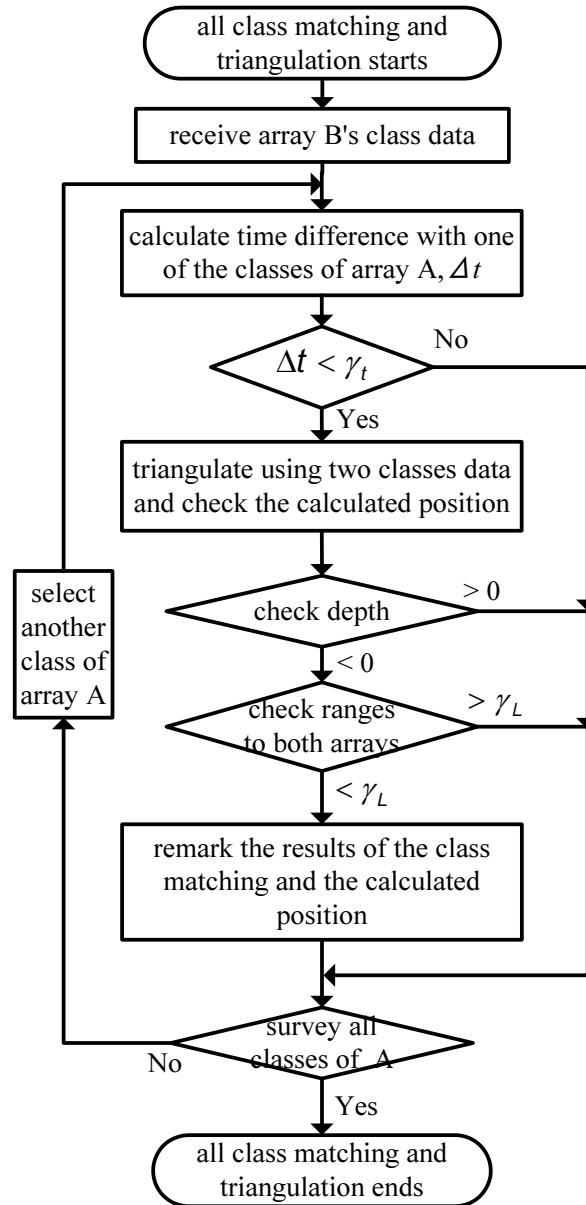 all class matching and
triangulation starts
receive array B's class data
calculate time difference with one
of the classes of array A, Δt
No
Δt < γt
Yes
triangulate using two classes data
and check the calculated position
select
another
class of
array A
> 0
check depth
< 0
check ranges
to both arrays
> γL
< γL
remark the results of the class
matching and the calculated
position
survey all
classes of A
No
Yes
all class matching and
triangulation ends